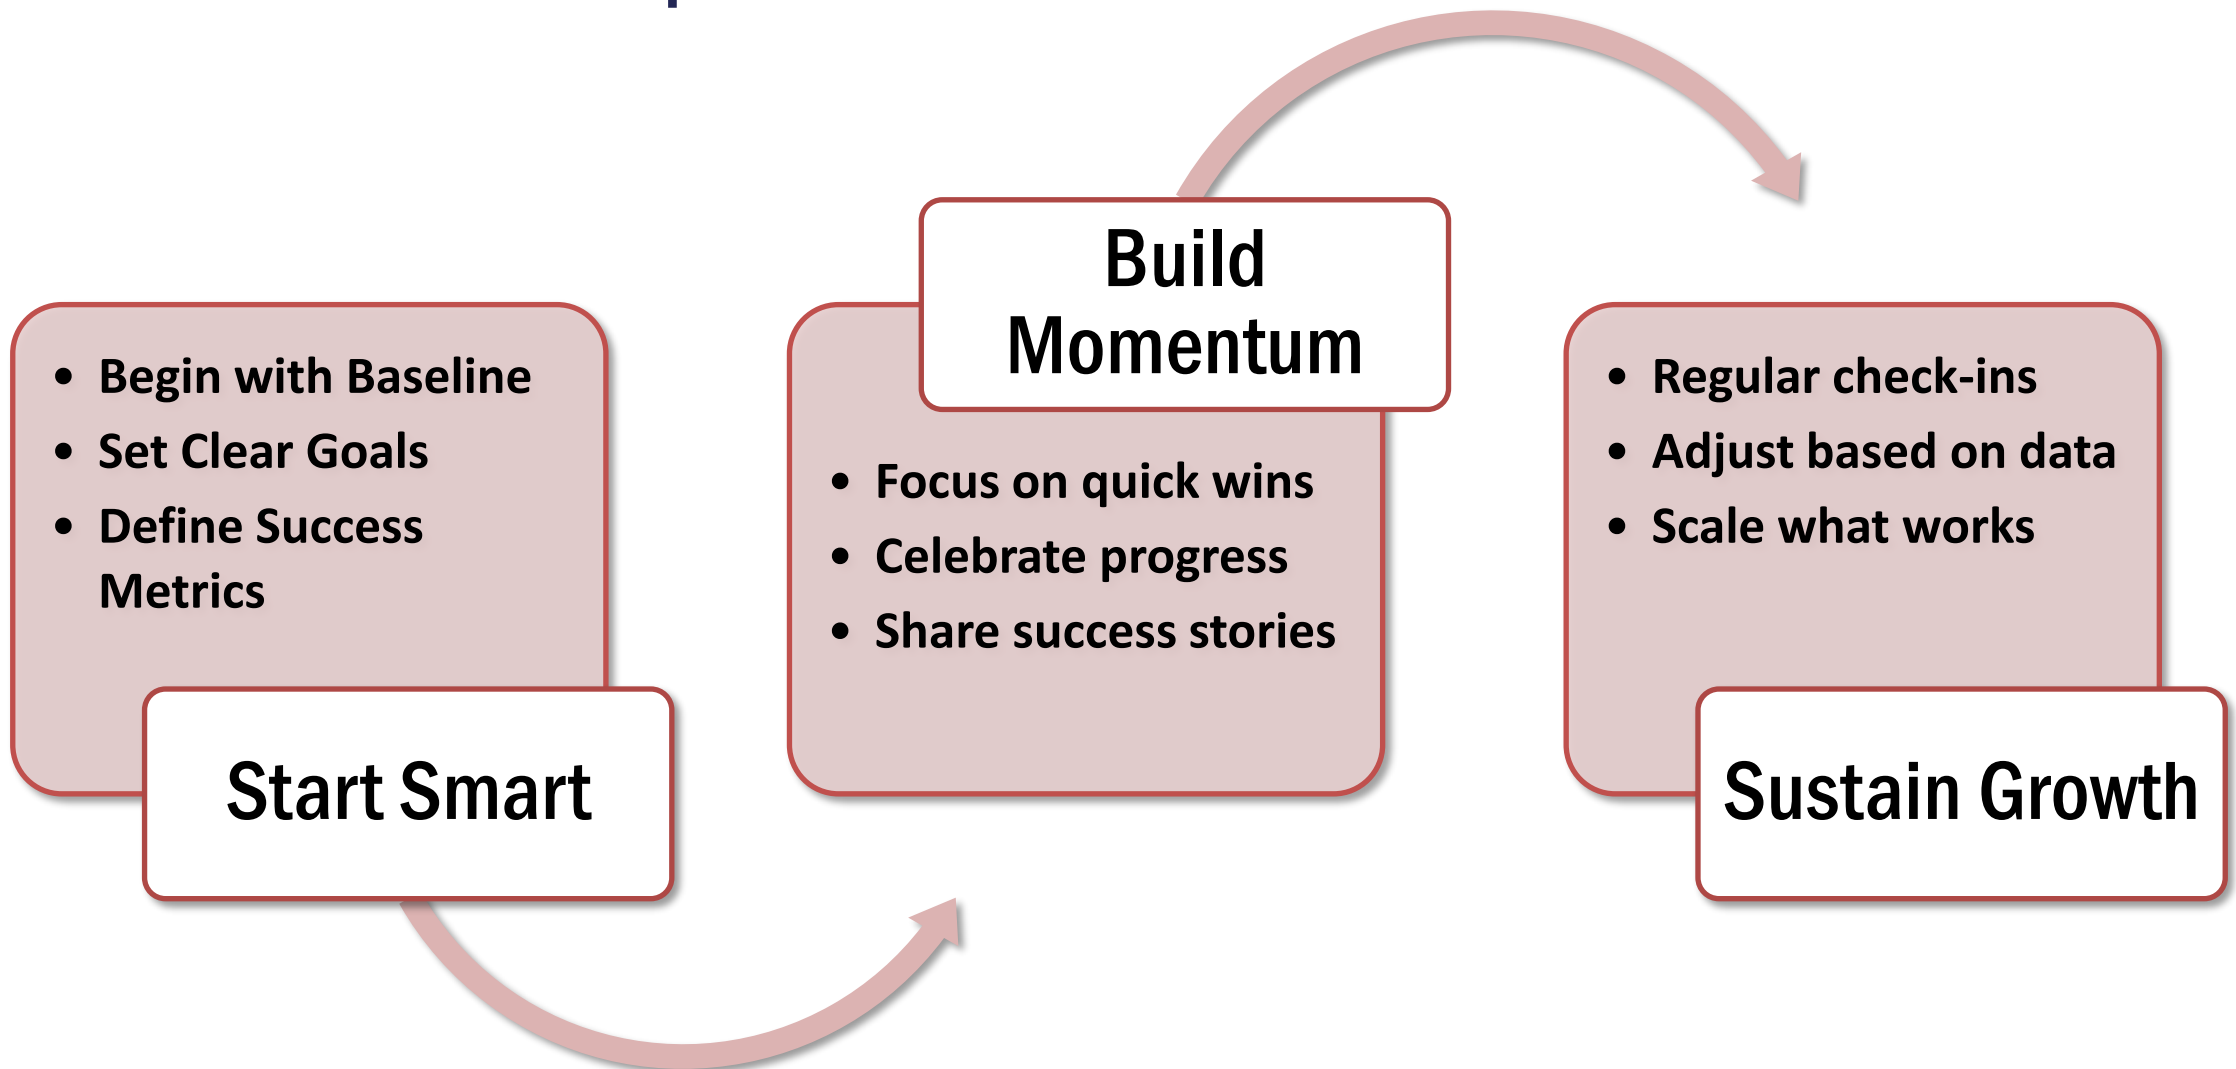 • Begin with Baseline
• Set Clear Goals
• Define Success
Metrics
Start Smart
Build
Momentum
• Focus on quick wins
• Celebrate progress
• Share success stories
• Regular check-ins
• Adjust based on data
• Scale what works
Sustain Growth